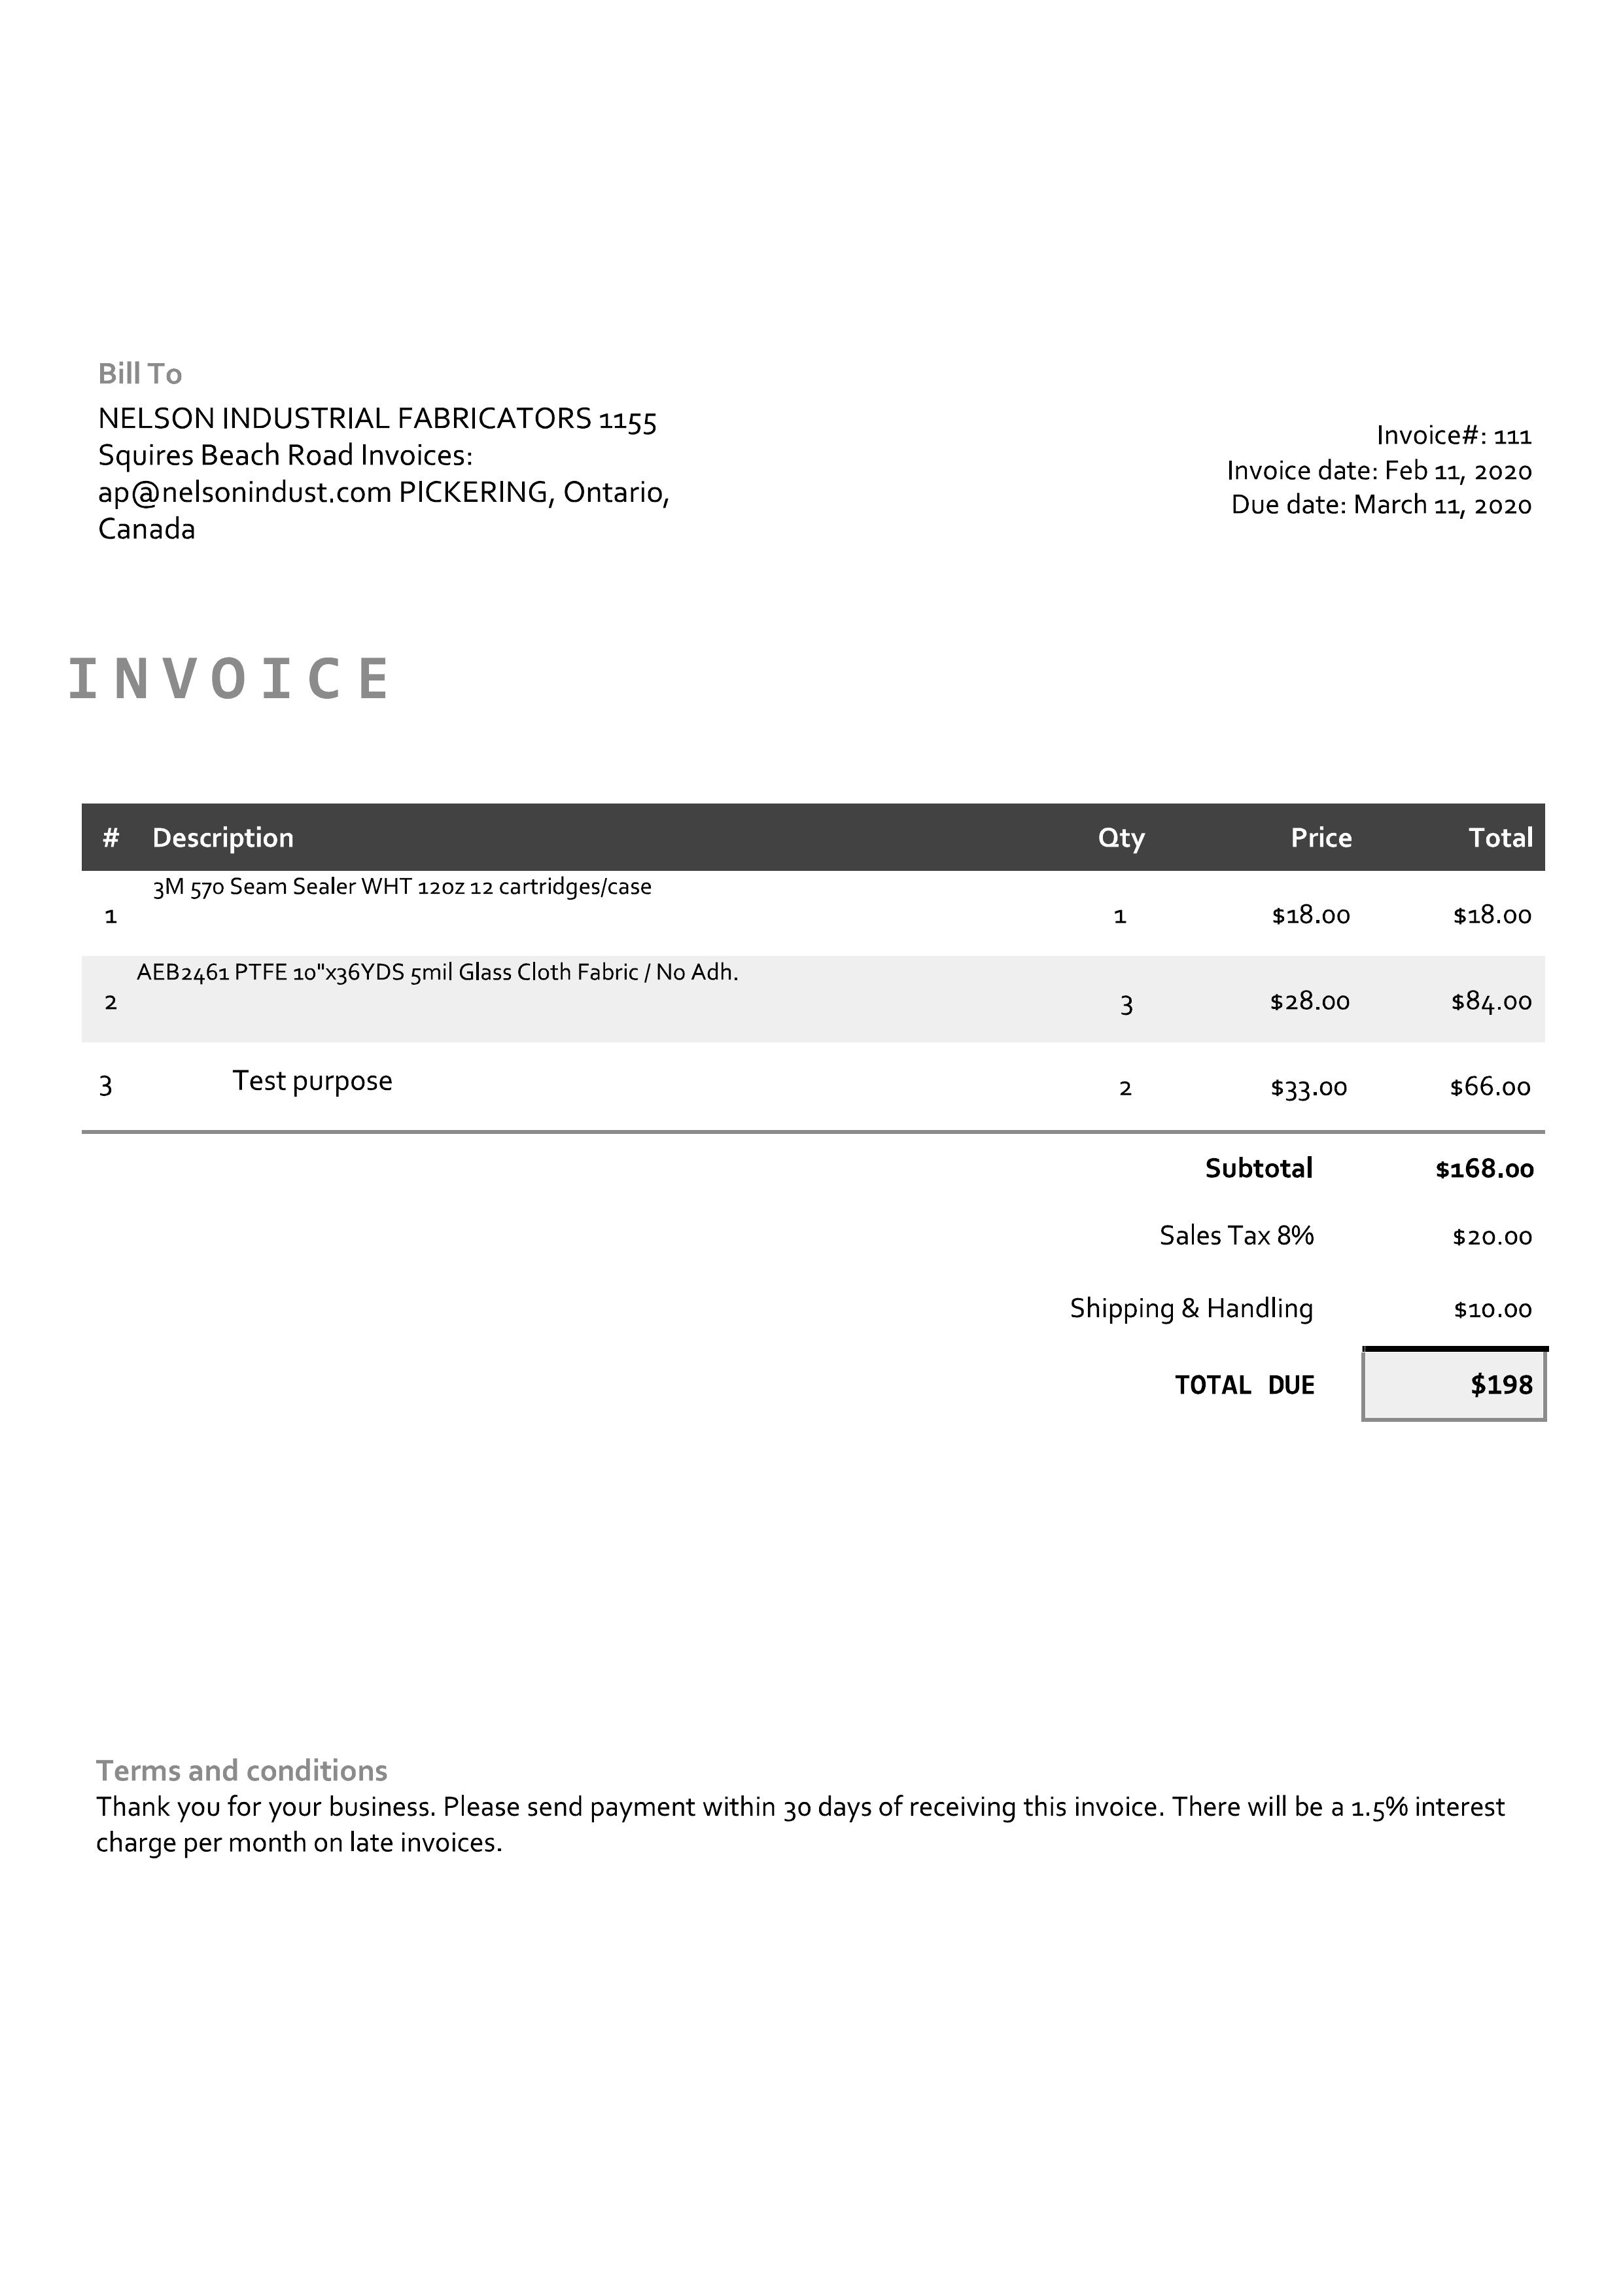 Bill To
NELSON INDUSTRIAL FABRICATORS 1155
Squires Beach Road Invoices:
ap@nelsonindust.com PICKERING, Ontario,
Canada
Invoice#: 111
Invoice date: Feb 11, 2020
Due date: March 11, 2020
INVOICE
# Description Qty Price Total
1 3M 570 Seam Sealer WHT 12oz 12 cartridges/case 1 $18.00 $18.00
2 AEB2461 PTFE 10"x36YDS 5mil Glass Cloth Fabric / No Adh. 3 $28.00 $84.00
3 Test purpose 2 $33.00 $66.00
Subtotal $168.00
Sales Tax 8% $20.00
Shipping & Handling $10.00
TOTAL DUE $198
Terms and conditions
Thank you for your business. Please send payment within 30 days of receiving this invoice. There will be a 1.5% interest
charge per month on late invoices.